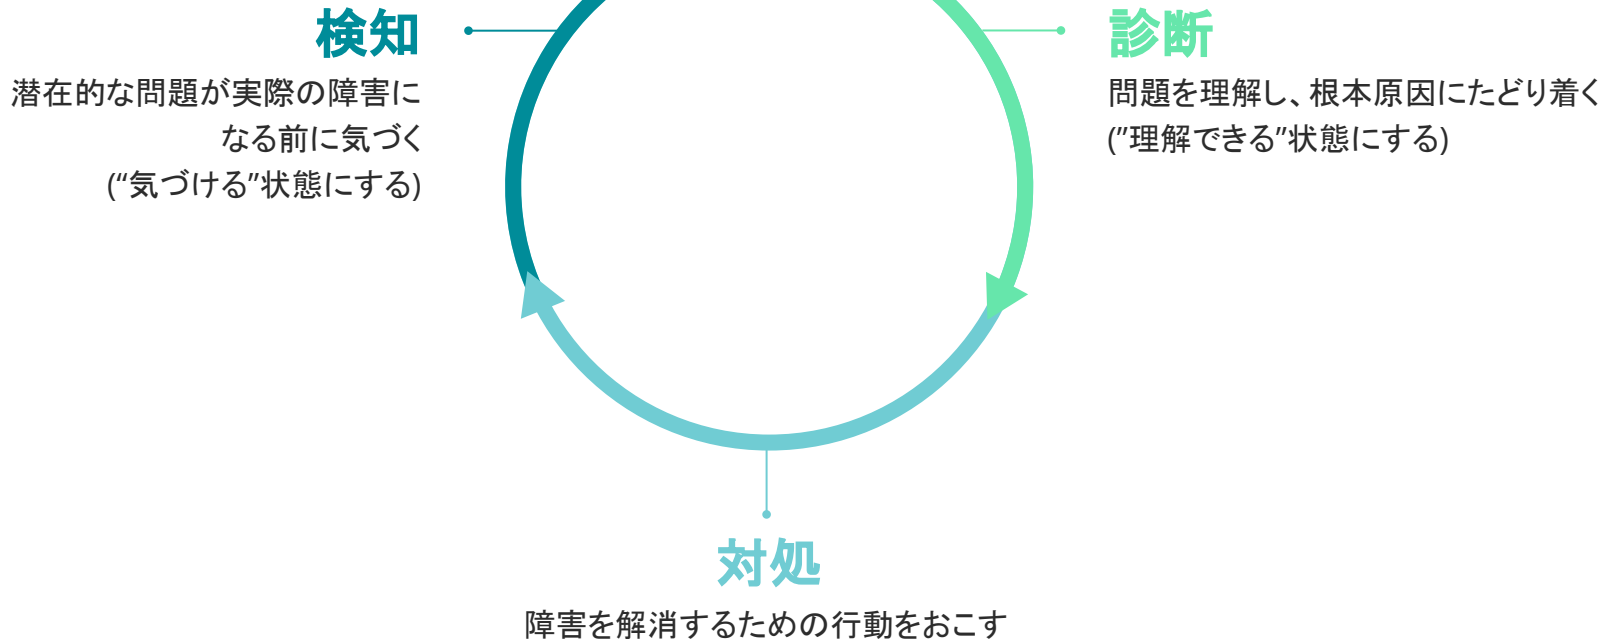 検知
潜在的な問題が実際の障害に
なる前に気づく
(“気づける”状態にする)
診断
問題を理解し、根本原因にたどり着く
(”理解できる”状態にする)
対処
障害を解消するための行動をおこす